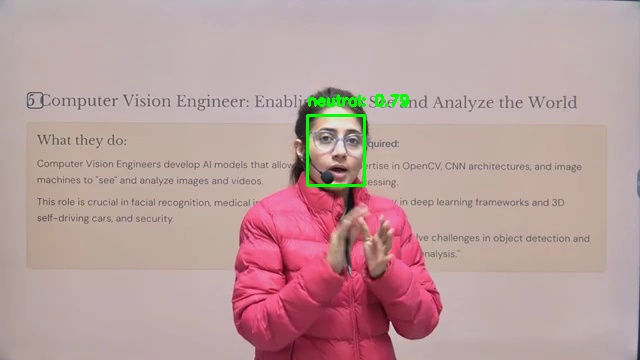 5 Computer Vision Engineer: Enabli and Analyze the World
neutral: 0.79
What they do:
quired:
Computer Vision Engineers develop AI models that allow ertise in OpenCV, CNN architectures, and image
machines to "see" and analyze images and videos. essing.
This role is crucial in facial recognition, medical in deep learning frameworks and 3D
self-driving cars, and security.
lve challenges in object detection and
analysis."